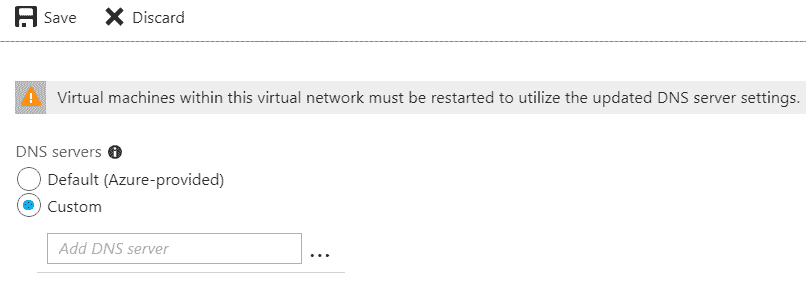 Save Discard
Virtual machines within this virtual network must be restarted to utilize the updated DNS server settings.
DNS servers
Default (Azure-provided)
Custom
Add DNS server ...